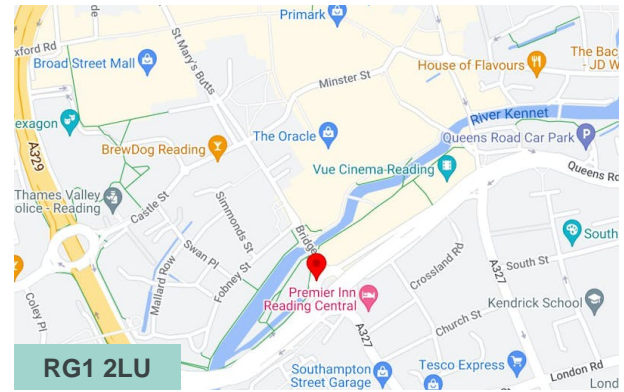 Primark
oxford Rd
St Mary's Butts
Broad Street Mall
House of Flavours
The Bac
- JD W
Minster St
River Kennet
exagon
A329
The Oracle
Queens Road Car Park
BrewDog Reading
Vue Cinema Reading
Queens Ro
Thames Valley
olice - Reading
Castle St
Simmonds St
Swan Pl
Bridge
South
Mallard Row
Fobney St
Crossland Rd
South St
A327
Premier Inn
Reading Central
Kendrick School
Coley Pl
A327
Church St
RG1 2LU
Southampton
Street Garage
Tesco Express
London Rd
Lond